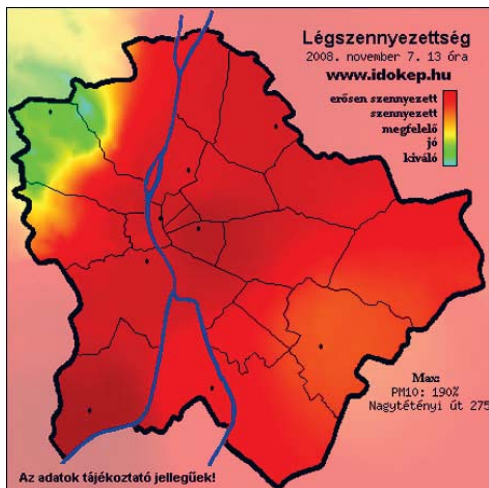 Légszennyezettség
2008. november 7. 13 óra
www.idokep.hu
erősen szennyezett
szennyezett
megfelelő
jó
kiváló
Max:
PM10: 190%
Nagytétényi út 275
Az adatok tájékoztató jellegűek!